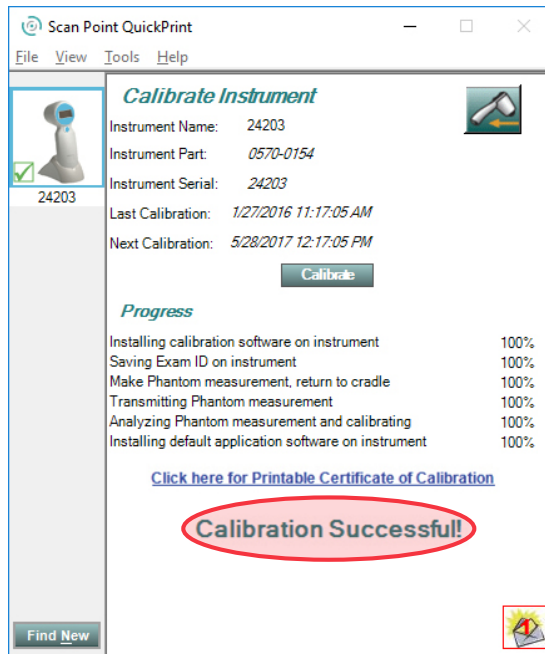 Scan Point QuickPrint
File View Tools Help
Calibrate Instrument
Instrument Name: 24203
Instrument Part: 0570-0154
Instrument Serial: 24203
24203
Last Calibration: 1/27/2016 11:17:05 AM
Next Calibration: 5/28/2017 12:17:05 PM
Calibrate
Progress
Installing calibration software on instrument 100%
Saving Exam ID on instrument 100%
Make Phantom measurement, return to cradle 100%
Transmitting Phantom measurement 100%
Analyzing Phantom measurement and calibrating 100%
Installing default application software on instrument 100%
Click here for Printable Certificate of Calibration
Calibration Successful!
1
Find New